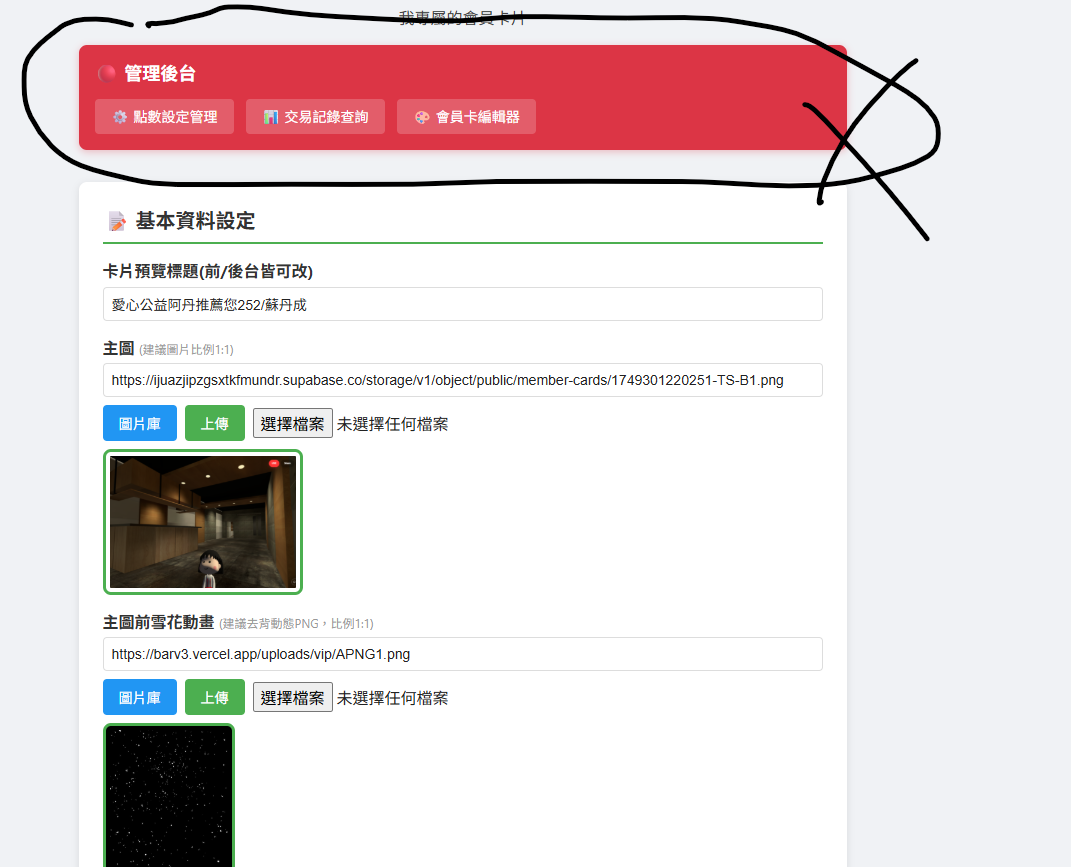 我專屬的會員卡片
管理後台
點數設定管理 交易記錄查詢 會員卡編輯器
基本資料設定
卡片預覽標題(前/後台皆可改)
愛心公益阿丹推薦您252/蘇丹成
主圖 (建議圖片比例1:1)
https://ijuazjipzgsxtkfmundr.supabase.co/storage/v1/object/public/member-cards/1749301220251-TS-B1.png
圖片庫 上傳 選擇檔案 未選擇任何檔案
主圖前雪花動畫 (建議去背動態PNG，比例1:1)
https://barv3.vercel.app/uploads/vip/APNG1.png
圖片庫 上傳 選擇檔案 未選擇任何檔案